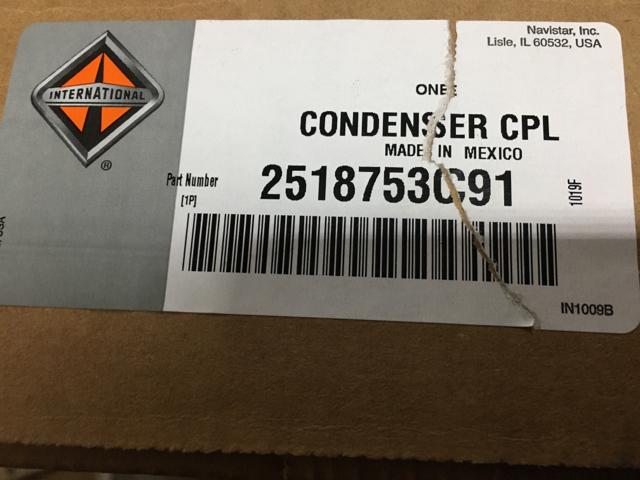 Navistar, Inc.
Lisle, IL 60532, USA
INTERNATIONAL
®
ONE
CONDENSER CPL
MADE IN MEXICO
Part Number
[1P]
2518753C91
1019F
IN1009B
USA